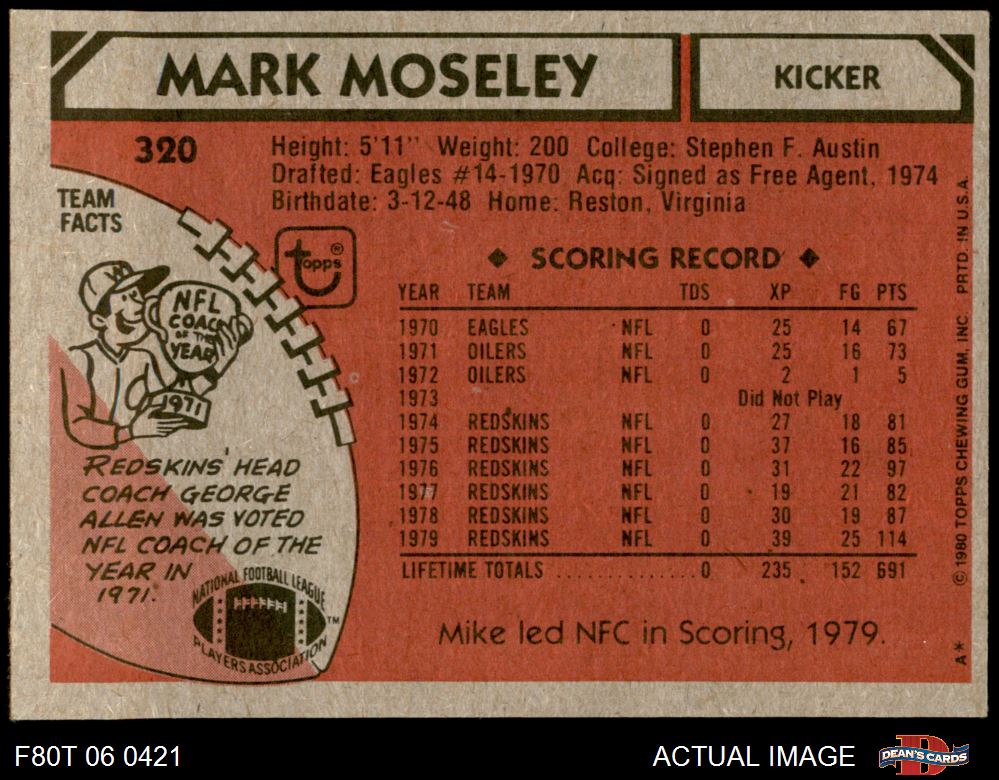 MARK MOSELEY
KICKER
320
Height: 5'11" Weight: 200 College: Stephen F. Austin
Drafted: Eagles #14-1970 Acq: Signed as Free Agent, 1974
Birthdate: 3-12-48 Home: Reston, Virginia
TEAM
FACTS
topps ®
NFL
COACH
OF THE
YEAR
1971
W
REDSKINS' HEAD
COACH GEORGE
ALLEN WAS VOTED
NFL COACH OF THE
YEAR IN
1971.
NATIONAL FOOTBALL LEAGUE
PLAYERS ASSOCIATION
TM
◆ SCORING RECORD ◆
YEAR TEAM TDS XP FG PTS
1970 EAGLES NFL 0 25 14 67
1971 OILERS NFL 0 25 16 73
1972 OILERS NFL 0 2 1 5
1973 Did Not Play
1974 REDSKINS NFL 0 27 18 81
1975 REDSKINS NFL 0 37 16 85
1976 REDSKINS NFL 0 31 22 97
1977 REDSKINS NFL 0 19 21 82
1978 REDSKINS NFL 0 30 19 87
1979 REDSKINS NFL 0 39 25 114
LIFETIME TOTALS ..............0 235 152 691
Mike led NFC in Scoring, 1979.
A* © 1980 TOPPS CHEWING GUM, INC. PRTD. IN U.S.A.
F80T 06 0421
ACTUAL IMAGE
DEAN'S CARDS